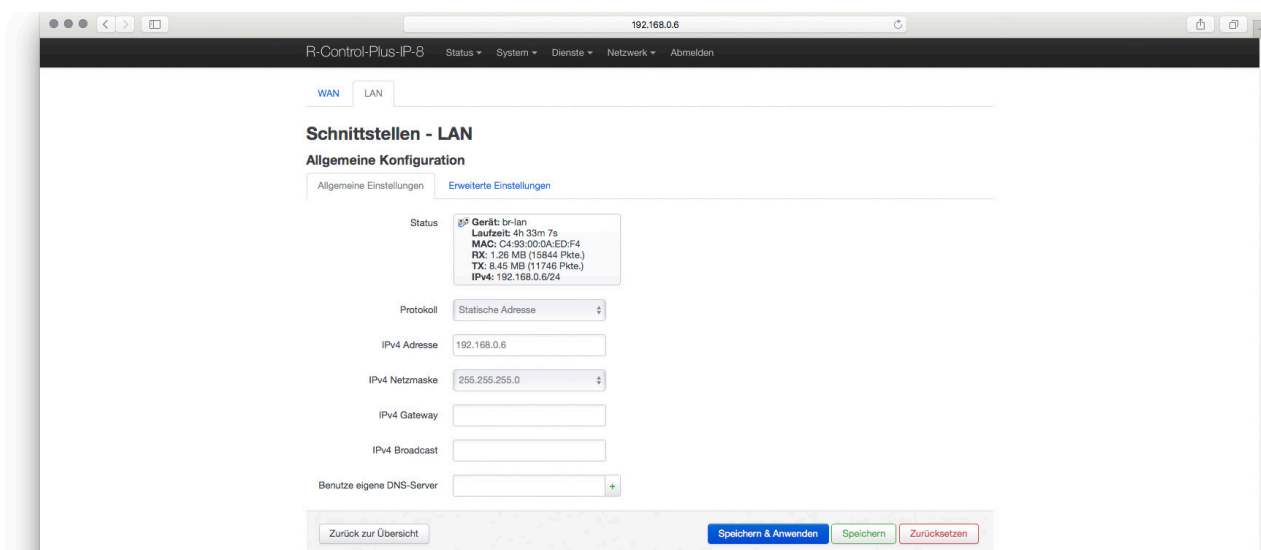 192.168.0.6
R-Control-Plus-IP-8 Status System Dienste Netzwerk Abmelden
WAN LAN
Schnittstellen - LAN
Allgemeine Konfiguration
Allgemeine Einstellungen Erweiterte Einstellungen
Status Gerät: br-lan
Laufzeit: 4h 33m 7s
MAC: C4:93:00:0A:ED:F4
RX: 1.26 MB (15844 Pkte.)
TX: 8.45 MB (11746 Pkte.)
IPv4: 192.168.0.6/24
Protokoll Statische Adresse
IPv4 Adresse 192.168.0.6
IPv4 Netzmaske 255.255.255.0
IPv4 Gateway
IPv4 Broadcast
Benutze eigene DNS-Server +
Zurück zur Übersicht Speichern & Anwenden Speichern Zurücksetzen